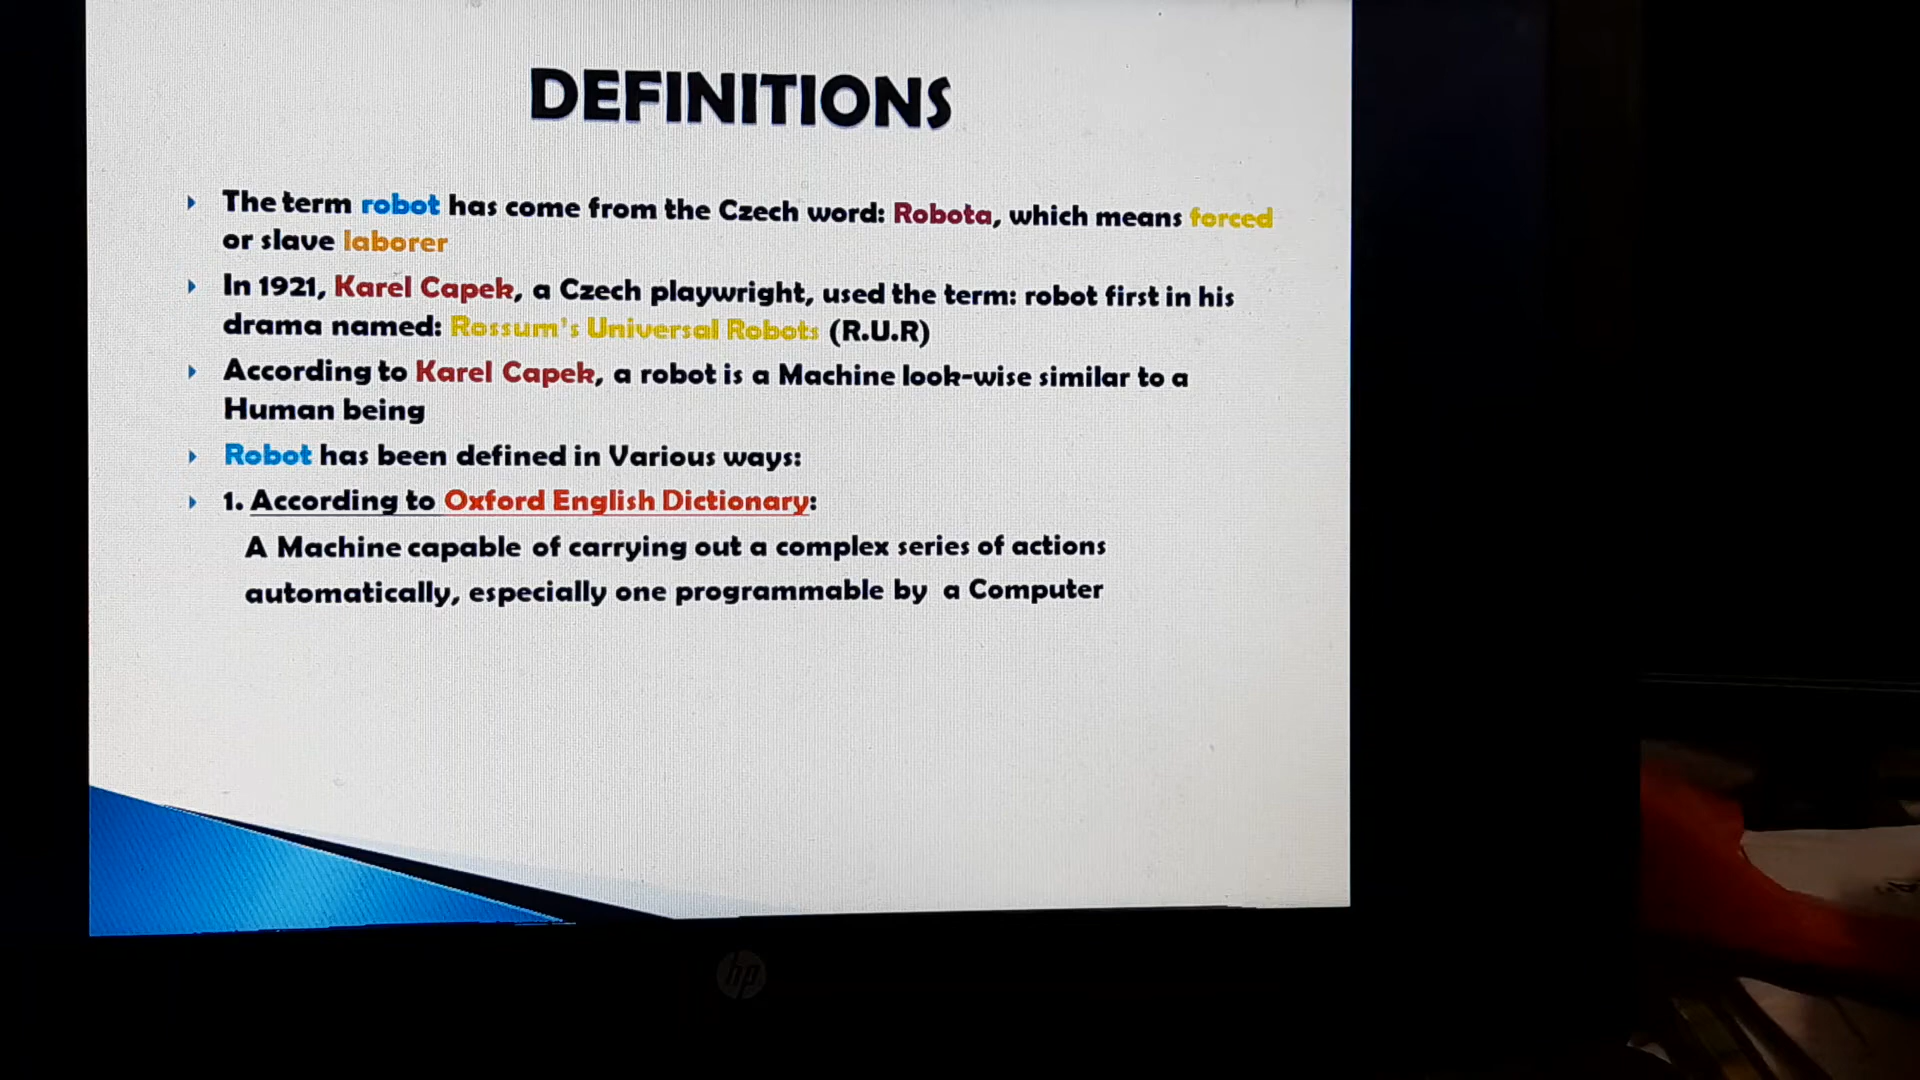 DEFINITIONS
The term robot has come from the Czech word: Robota, which means forced
or slave laborer
In 1921, Karel Capek, a Czech playwright, used the term: robot first in his
drama named: Rossum's Universal Robots (R.U.R)
According to Karel Capek, a robot is a Machine look-wise similar to a
Human being
Robot has been defined in Various ways:
1. According to Oxford English Dictionary:
A Machine capable of carrying out a complex series of actions
automatically, especially one programmable by a Computer
hp